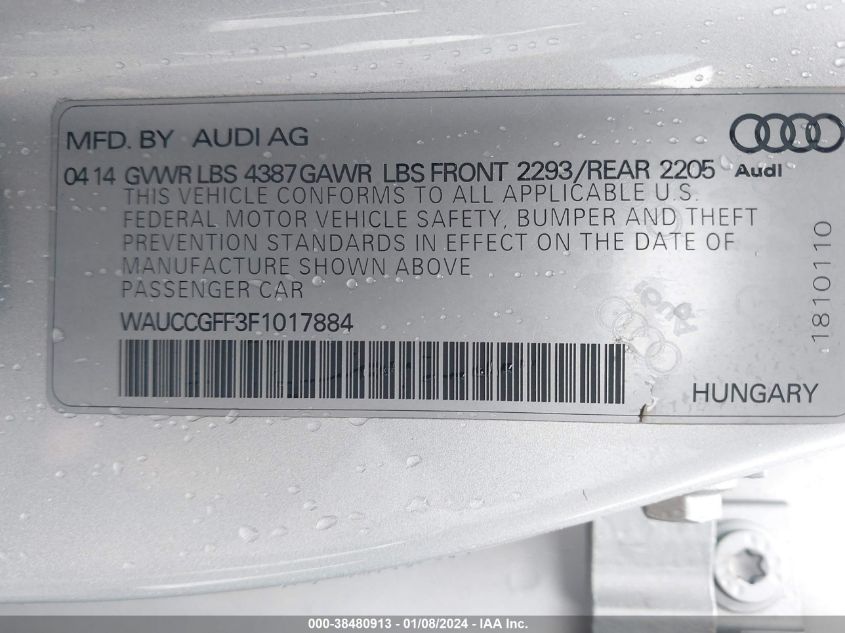 MFD. BY AUDI AG
04 14 GVWR LBS 4387 GAWR LBS FRONT 2293/REAR 2205
Audi
THIS VEHICLE CONFORMS TO ALL APPLICABLE U.S.
FEDERAL MOTOR VEHICLE SAFETY, BUMPER AND THEFT
PREVENTION STANDARDS IN EFFECT ON THE DATE OF
MANUFACTURE SHOWN ABOVE
PASSENGER CAR
WAUCCGFF3F1017884
Audi
1810110
HUNGARY
000-38480913 - 01/08/2024 - IAA Inc.